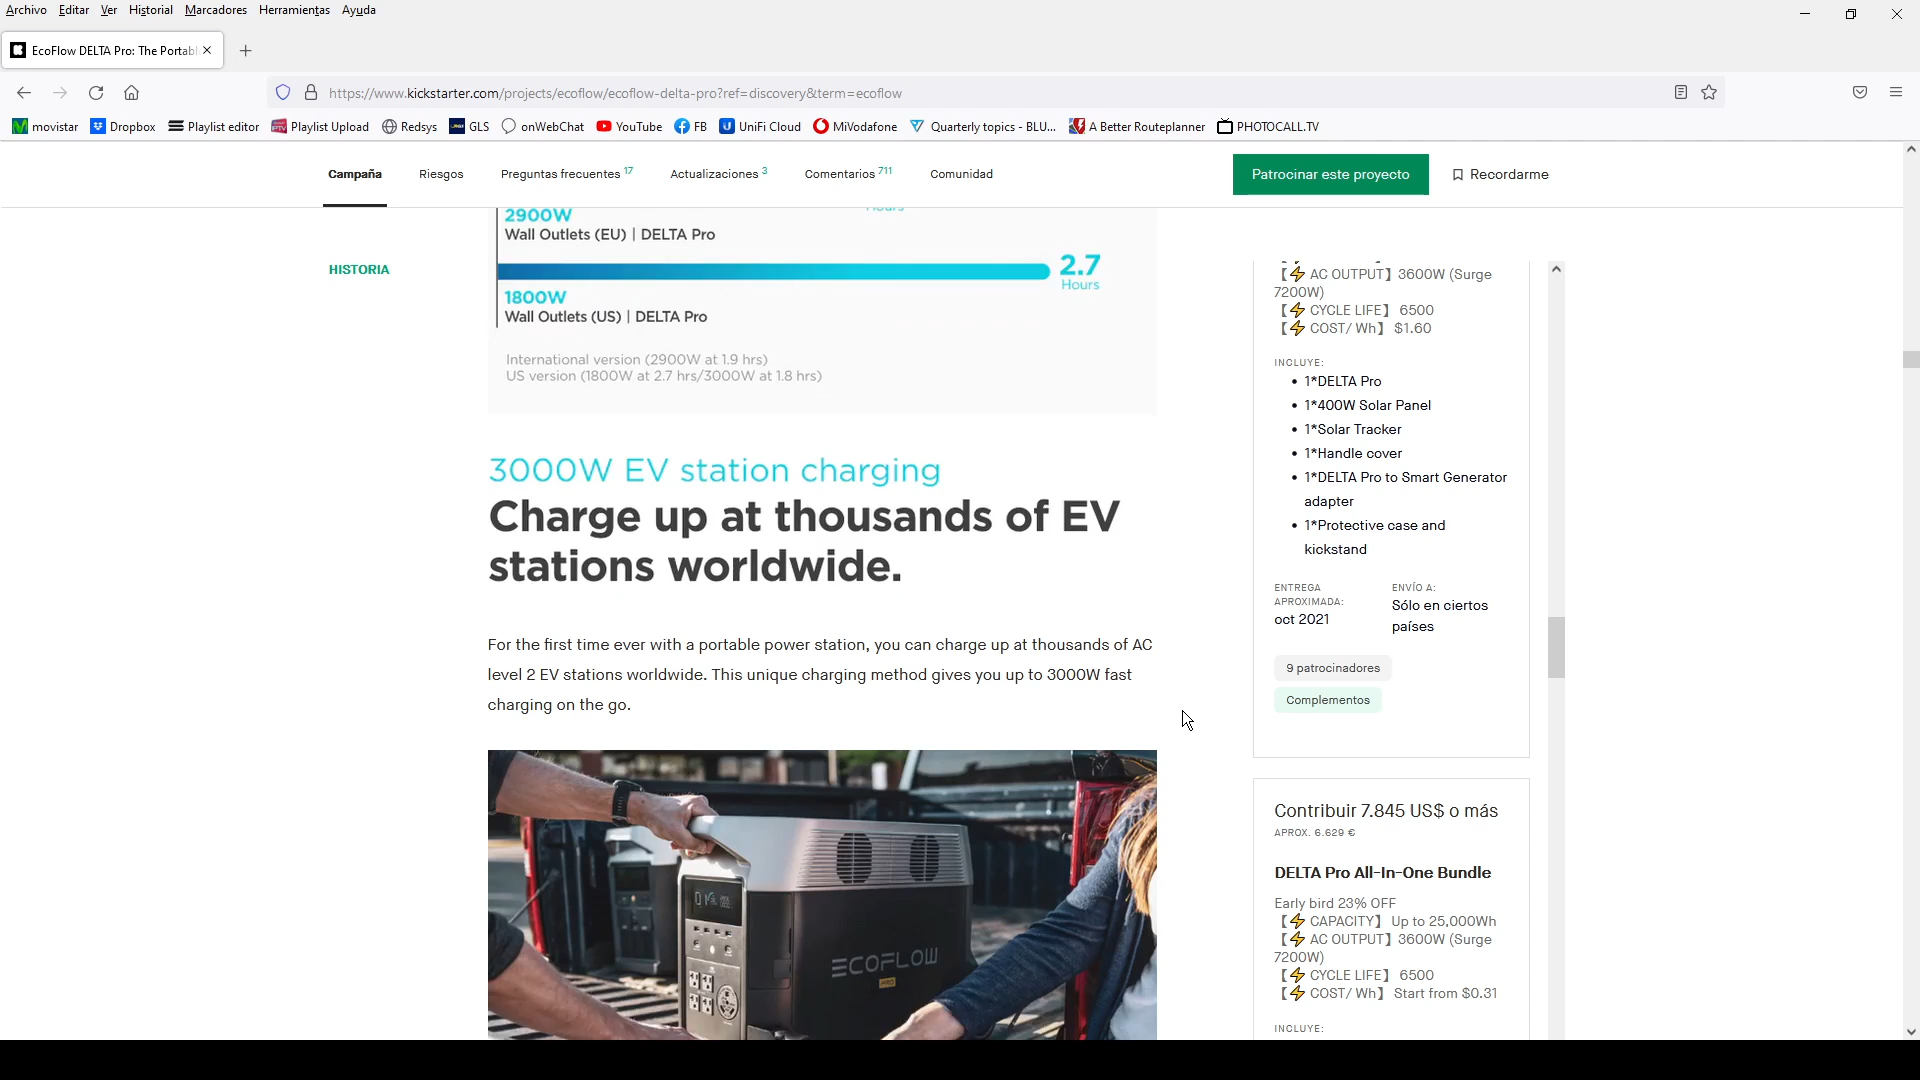 Archivo Editar Ver Historial Marcadores Herramientas Ayuda
EcoFlow DELTA Pro: The Portabl
https://www.kickstarter.com/projects/ecoflow/ecoflow-delta-pro?ref=discovery&term=ecoflow
movistar Dropbox Playlist editor Playlist Upload Redsys GLS onWebChat YouTube FB UniFi Cloud MiVodafone Quarterly topics - BLU... A Better Routeplanner PHOTOCALL.TV
Campaña Riesgos Preguntas frecuentes 17 Actualizaciones 3 Comentarios 711 Comunidad Patrocinar este proyecto Recordarme
HISTORIA
Hours
2900W
Wall Outlets (EU) | DELTA Pro
2.7
Hours
1800W
Wall Outlets (US) | DELTA Pro
International version (2900W at 1.9 hrs)
US version (1800W at 2.7 hrs/3000W at 1.8 hrs)
3000W EV station charging
Charge up at thousands of EV
stations worldwide.
For the first time ever with a portable power station, you can charge up at thousands of AC
level 2 EV stations worldwide. This unique charging method gives you up to 3000W fast
charging on the go.
ECOFLOW
PRO
【⚡ AC OUTPUT】3600W (Surge
7200W)
【⚡ CYCLE LIFE】 6500
【⚡ COST/ Wh】 $1.60
INCLUYE:
• 1*DELTA Pro
• 1*400W Solar Panel
• 1*Solar Tracker
• 1*Handle cover
• 1*DELTA Pro to Smart Generator
adapter
• 1*Protective case and
kickstand
ENTREGA
APROXIMADA:
oct 2021
ENVÍO A:
Sólo en ciertos
países
9 patrocinadores
Complementos
Contribuir 7.845 US$ o más
APROX. 6.629 €
DELTA Pro All-In-One Bundle
Early bird 23% OFF
【⚡ CAPACITY】 Up to 25,000Wh
【⚡ AC OUTPUT】3600W (Surge
7200W)
【⚡ CYCLE LIFE】 6500
【⚡ COST/ Wh】 Start from $0.31
INCLUYE: